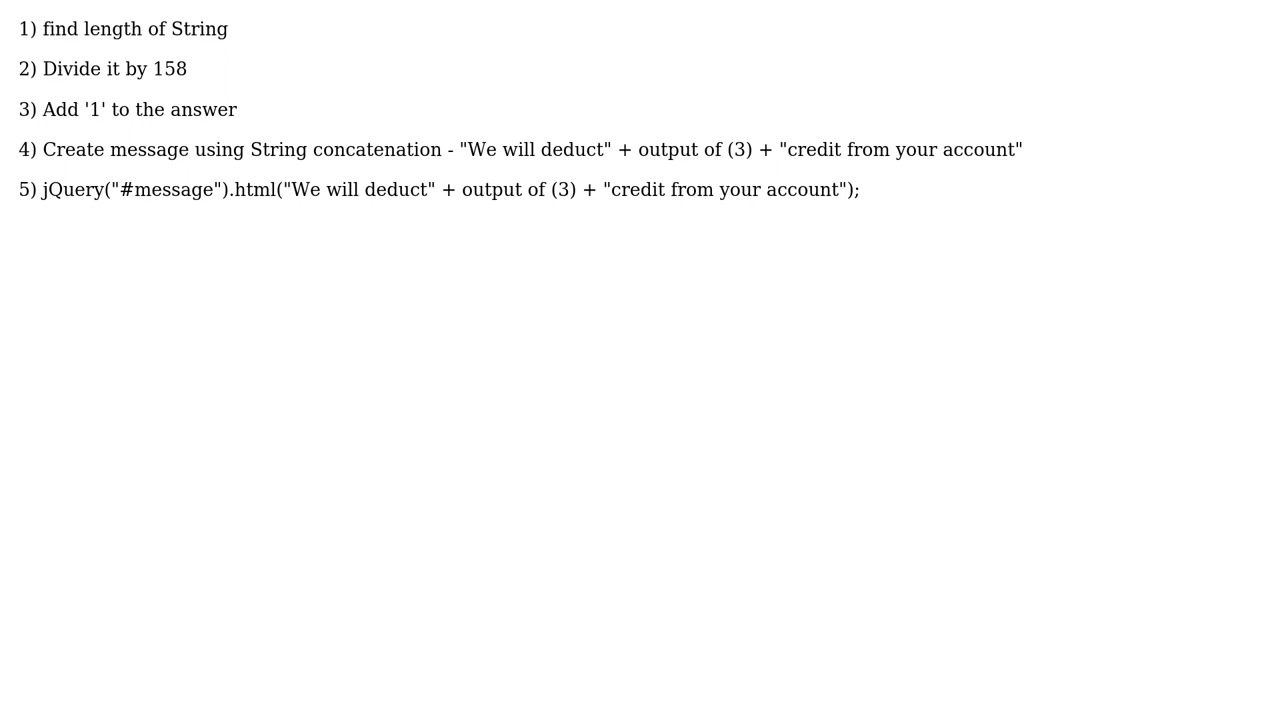 1) find length of String
2) Divide it by 158
3) Add '1' to the answer
4) Create message using String concatenation - "We will deduct" + output of (3) + "credit from your account"
5) jQuery("#message").html("We will deduct" + output of (3) + "credit from your account");